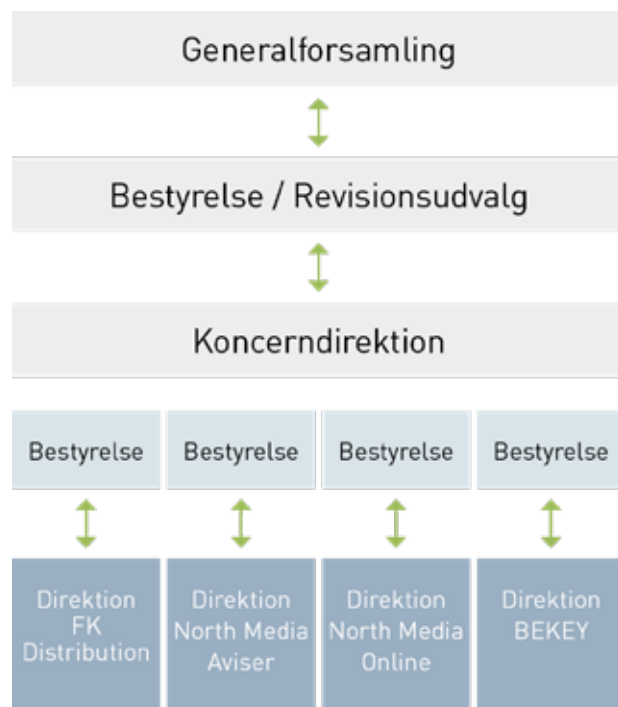 Generalforsamling
Bestyrelse / Revisionsudvalg
Koncerndirektion
Bestyrelse
Bestyrelse
Bestyrelse
Bestyrelse
Direktion
FK
Distribution
Direktion
North Media
Aviser
Direktion
North Media
Online
Direktion
BEKEY